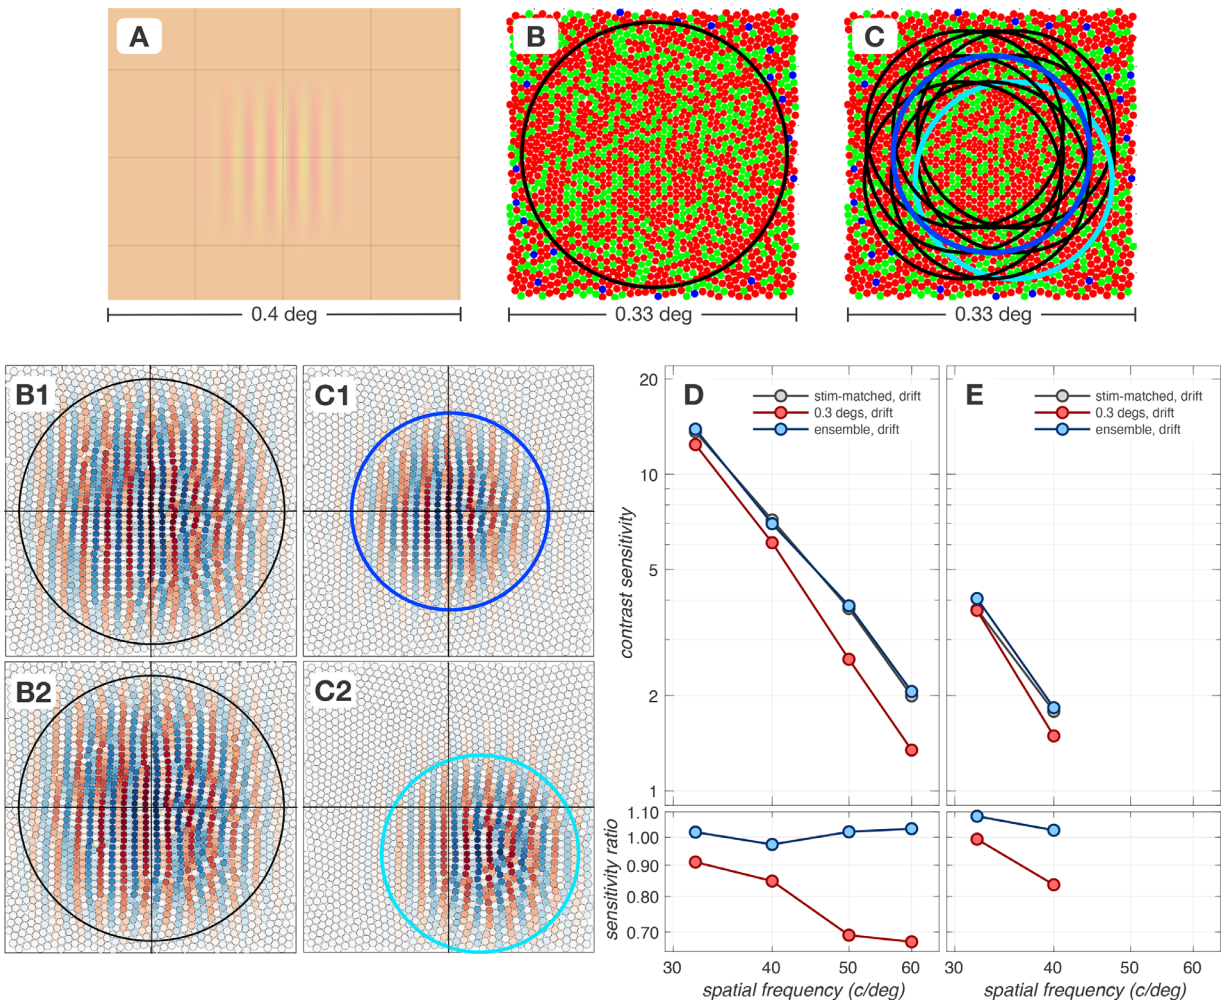 A
B
C
0.4 deg
0.33 deg
0.33 deg
B1
C1
B2
C2
D
stim-matched, drift
0.3 degs, drift
ensemble, drift
E
stim-matched, drift
0.3 degs, drift
ensemble, drift
contrast sensitivity
20
10
5
2
1
sensitivity ratio
1.10
1.00
0.90
0.80
0.70
30
40
50
60
30
40
50
60
spatial frequency (c/deg)
spatial frequency (c/deg)